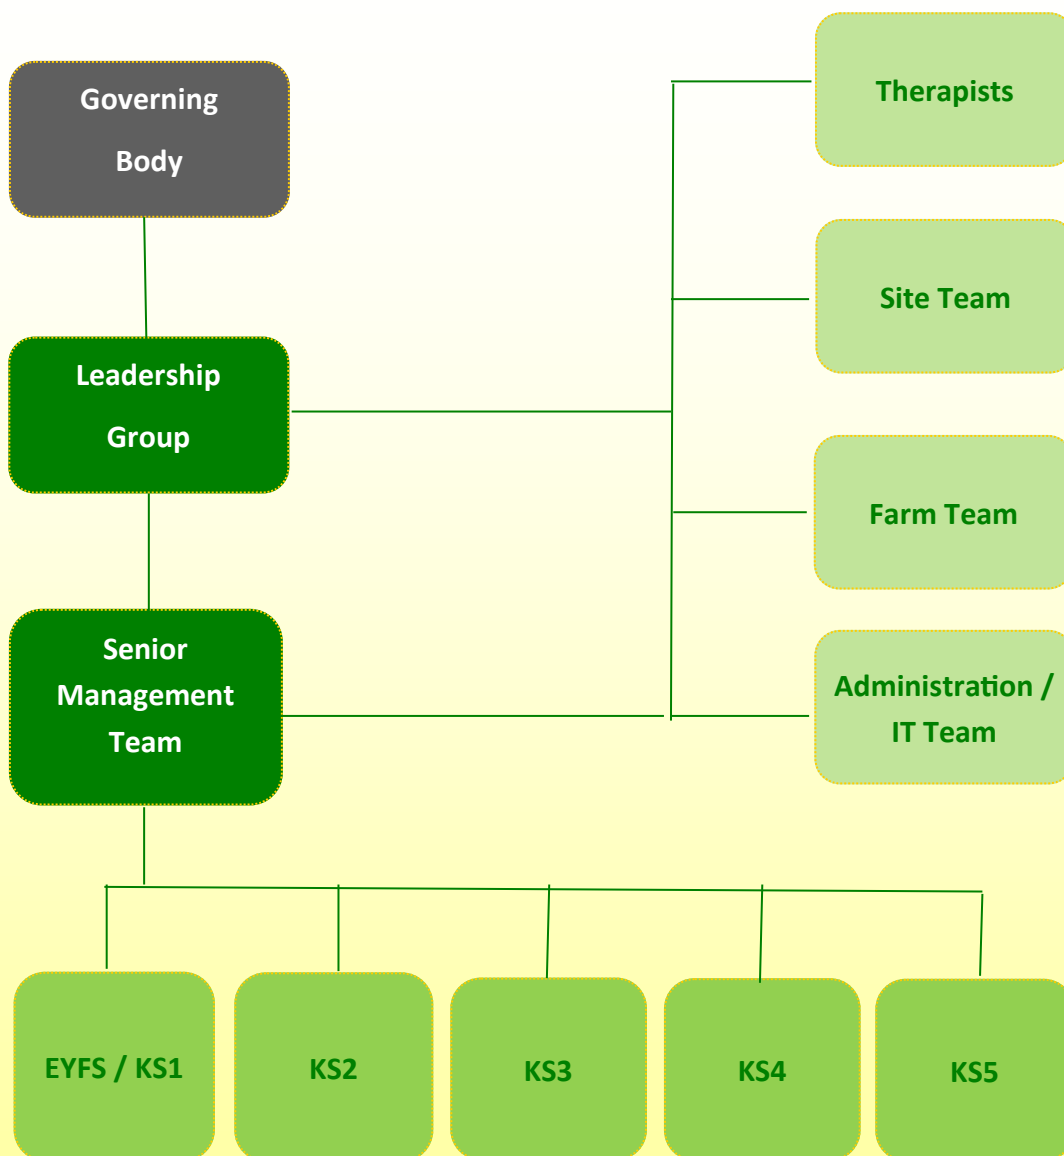 Governing
Body
Therapists
Site Team
Leadership
Group
Farm Team
Senior
Management
Team
Administration /
IT Team
EYFS / KS1
KS2
KS3
KS4
KS5